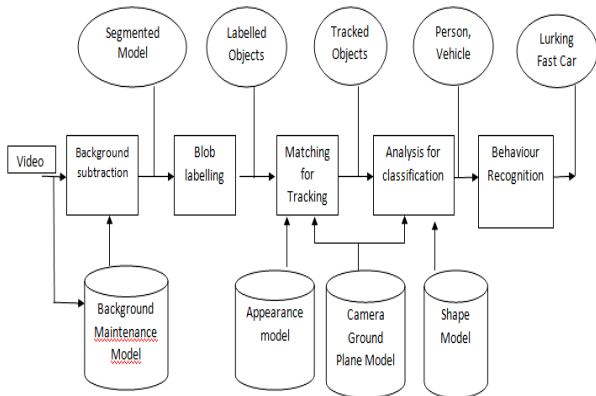 Segmented
Model
Labelled
Objects
Tracked
Objects
Person,
Vehicle
Lurking
Fast Car
Video
Background
subtraction
Blob
labelling
Matching
for
Tracking
Analysis for
classification
Behaviour
Recognition
Background
Maintenance
Model
Appearance
model
Camera
Ground
Plane Model
Shape
Model